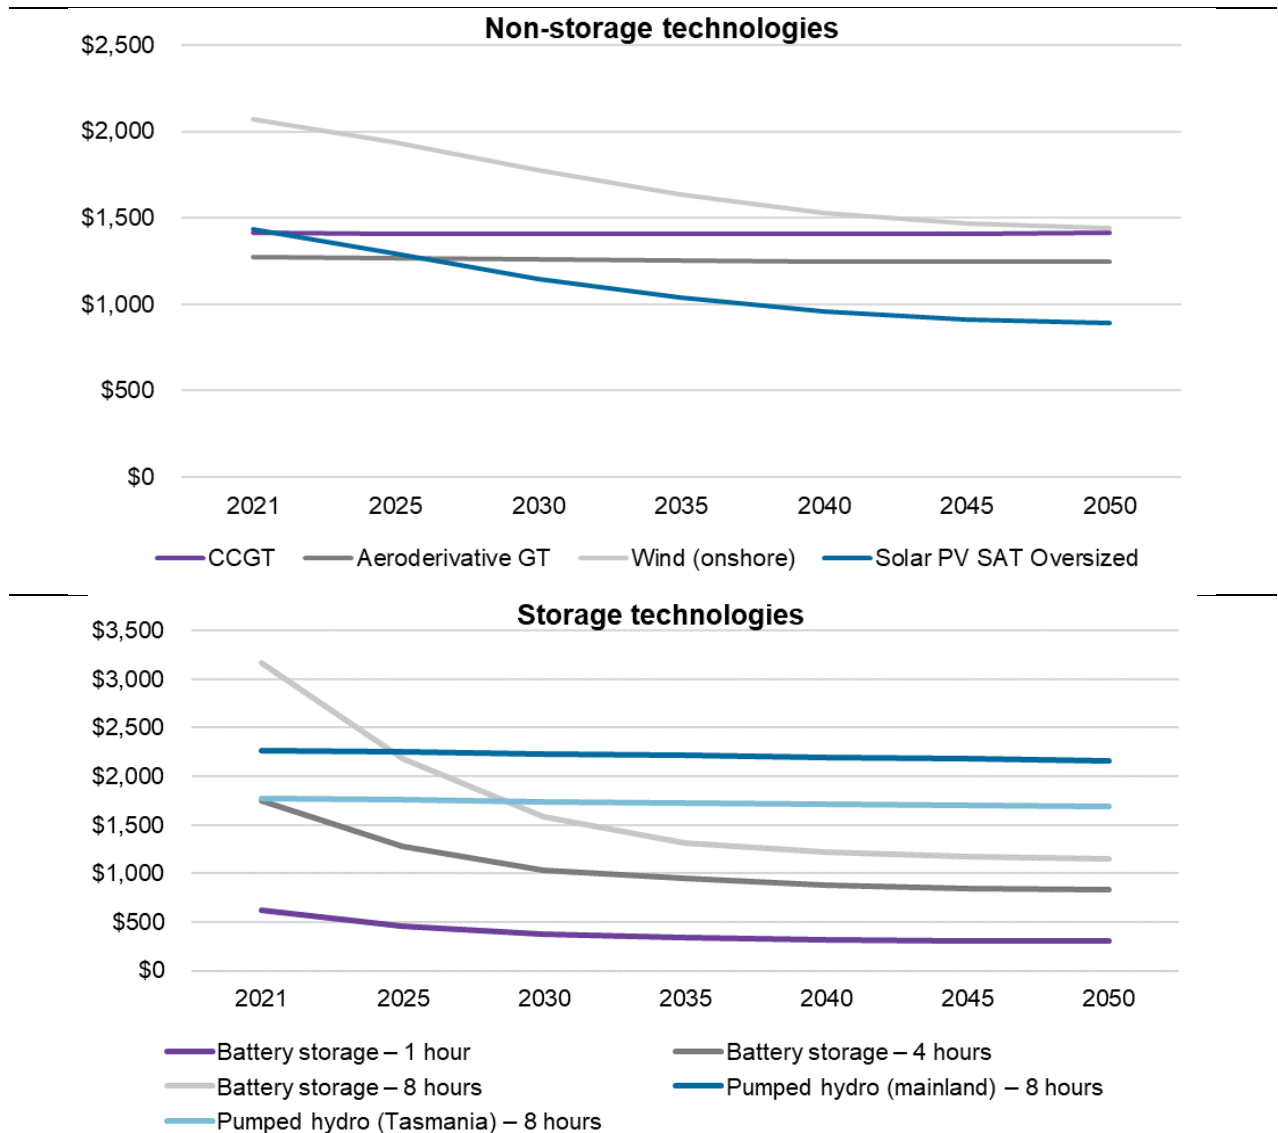 Non-storage technologies
$2,500
$2,000
$1,500
$1,000
$500
$0
2021 2025 2030 2035 2040 2045 2050
CCGT Aeroderivative GT Wind (onshore) Solar PV SAT Oversized
Storage technologies
$3,500
$3,000
$2,500
$2,000
$1,500
$1,000
$500
$0
2021 2025 2030 2035 2040 2045 2050
Battery storage – 1 hour Battery storage – 4 hours
Battery storage – 8 hours Pumped hydro (mainland) – 8 hours
Pumped hydro (Tasmania) – 8 hours